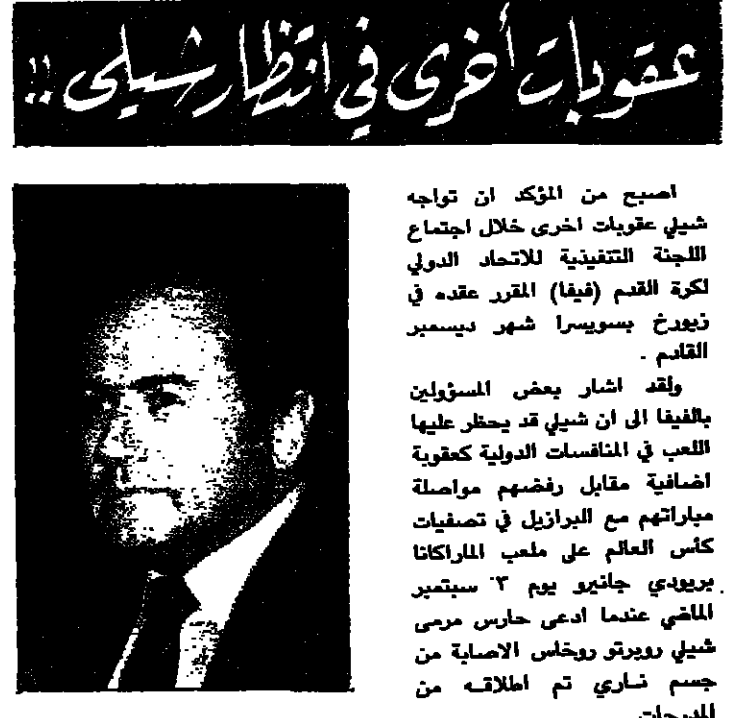 عقوبات أخرى في انتظار شيلي !!
اصبح من المؤكد ان تواجه
شيلي عقوبات اخرى خلال اجتماع
اللجنة التنفيذية للاتحاد الدولي
لكرة القدم (فيفا) المقرر عقده في
زيورخ بسويسرا شهر ديسمبر
القادم .
ولقد اشار بعض المسؤولين
بالفيفا الى ان شيلي قد يحظر عليها
اللعب في المنافسات الدولية كعقوبة
اضافية مقابل رفضهم مواصلة
مباراتهم مع البرازيل في تصفيات
كأس العالم على ملعب الماراكانا
بريودي جانيرو يوم ٣ سبتمبر
الماضي عندما ادعى حارس مرمى
شيلي روبرتو روخاس الاصابة من
جسم ناري تم اطلاقه من
المدرجات